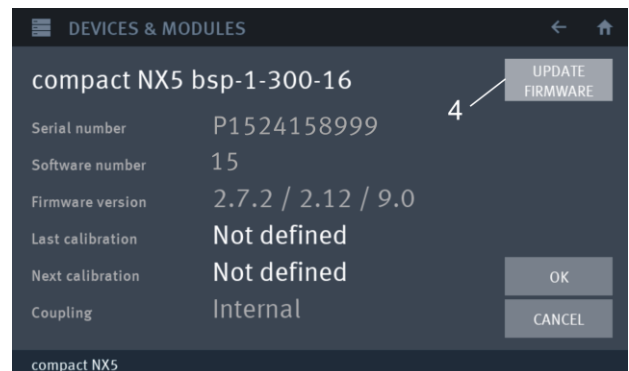 DEVICES & MODULES
compact NX5 bsp-1-300-16
UPDATE
FIRMWARE
4
Serial number P1524158999
Software number 15
Firmware version 2.7.2 / 2.12 / 9.0
Last calibration Not defined
Next calibration Not defined
OK
Coupling Internal
CANCEL
compact NX5